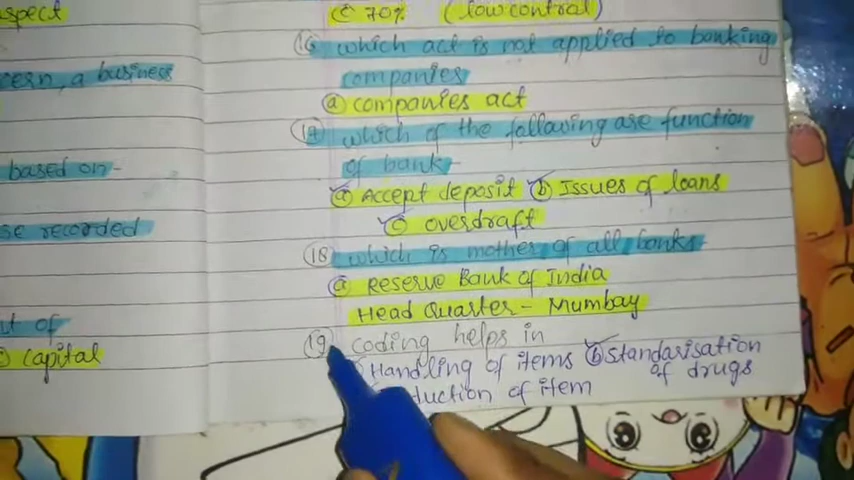 spect
cern, a business
based on-
se recorded
ut of
capital
(c) 70% (low control)
(16) which act is not applied to banking
companies
(a) companies act
(17) which of the following are function
of bank-
(a) Accept deposit (b) Issues of loans
(c) overdraft
(18) which is mother of all banks-
(a) Reserve Bank of India
Head Quarter - Mumbay
(19) coding helps in
Handling of items (b) Standarisation
of drugs
duction of item